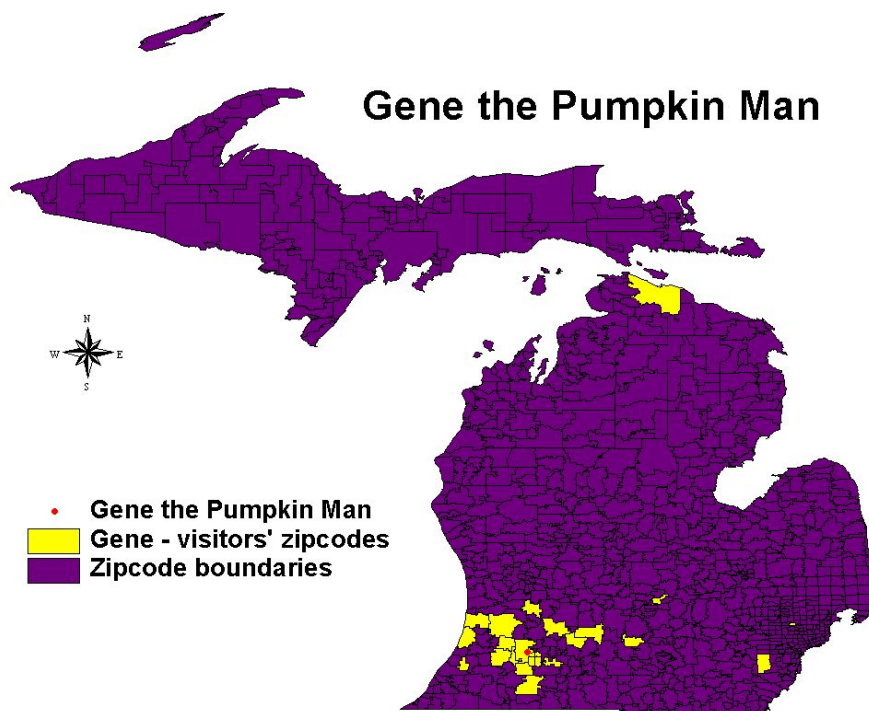 Gene the Pumpkin Man
N
W E
S
Gene the Pumpkin Man
Gene - visitors' zipcodes
Zipcode boundaries